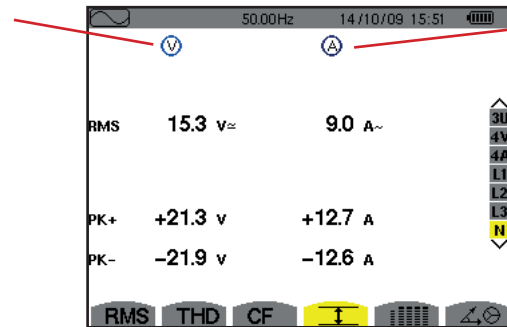 50.00Hz 14/10/09 15:51
V A
RMS 15.3 V≃ 9.0 A~
PK+ +21.3 V +12.7 A
PK- -21.9 V -12.6 A
3U
4V
4A
L1
L2
L3
N
RMS THD CF